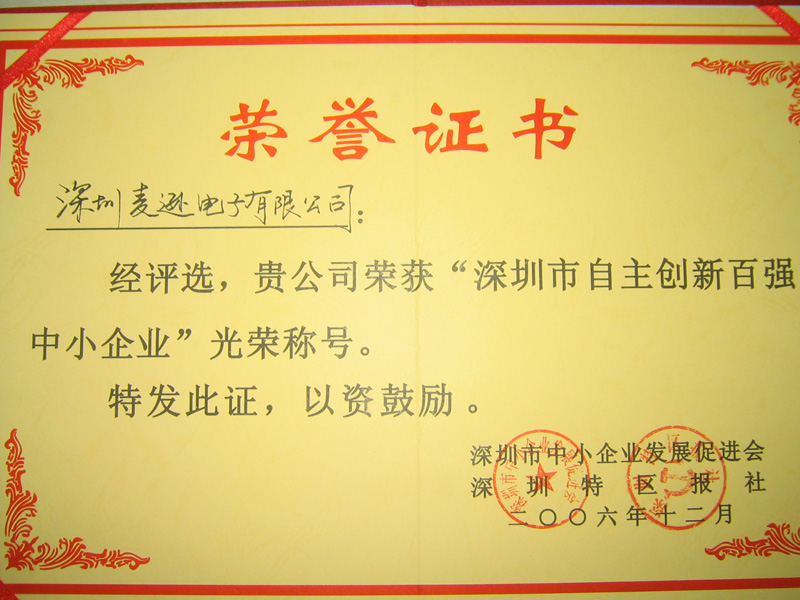 荣誉证书
深圳麦逊电子有限公司：
经评选，贵公司荣获“深圳市自主创新百强
中小企业”光荣称号。
特发此证，以资鼓励。
深圳市中小企业发展促进会
深圳特区报社
二〇〇六年十二月